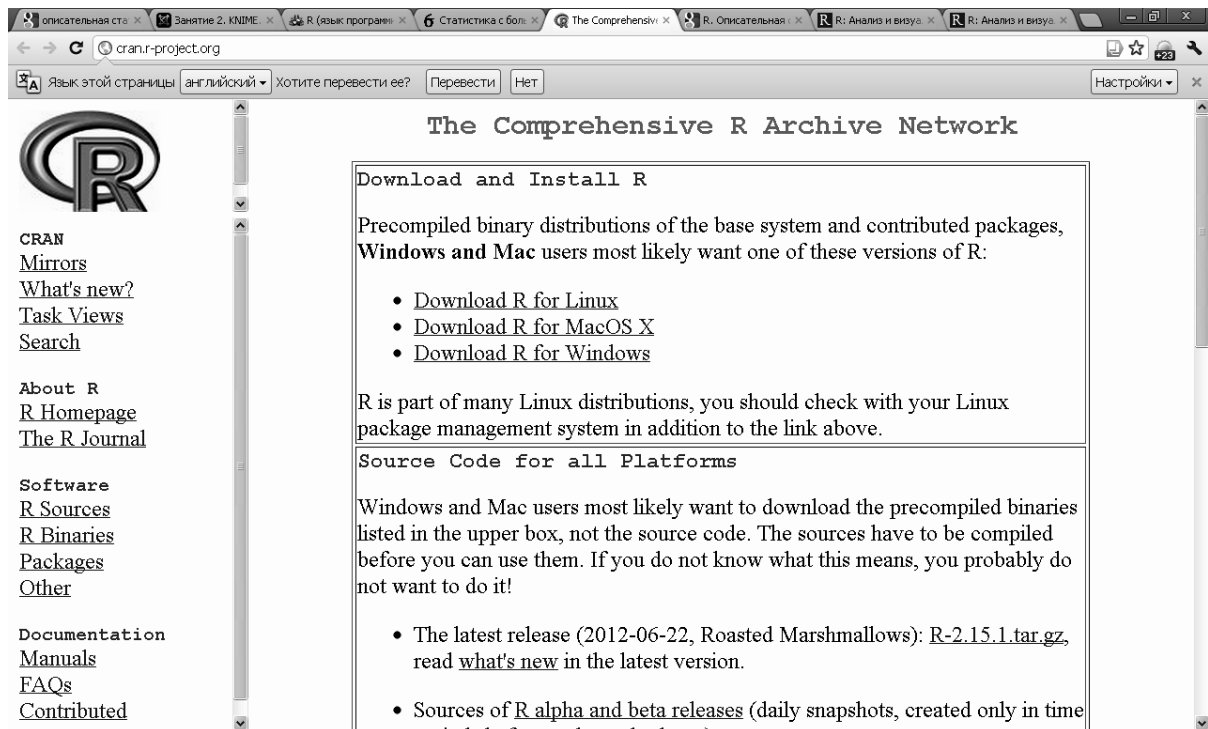 описательная ста
Занятие 2. KNIME.
R (язык программ
Статистика с боль
The Comprehensive
R. Описательная с
R: Анализ и визуа
R: Анализ и визуа
cran.r-project.org
+23
Язык этой страницы английский Хотите перевести ее? Перевести Нет Настройки
R
CRAN
Mirrors
What's new?
Task Views
Search
About R
R Homepage
The R Journal
Software
R Sources
R Binaries
Packages
Other
Documentation
Manuals
FAQs
Contributed
The Comprehensive R Archive Network
Download and Install R
Precompiled binary distributions of the base system and contributed packages,
Windows and Mac users most likely want one of these versions of R:
• Download R for Linux
• Download R for MacOS X
• Download R for Windows
R is part of many Linux distributions, you should check with your Linux
package management system in addition to the link above.
Source Code for all Platforms
Windows and Mac users most likely want to download the precompiled binaries
listed in the upper box, not the source code. The sources have to be compiled
before you can use them. If you do not know what this means, you probably do
not want to do it!
• The latest release (2012-06-22, Roasted Marshmallows): R-2.15.1.tar.gz,
read what's new in the latest version.
• Sources of R alpha and beta releases (daily snapshots, created only in time